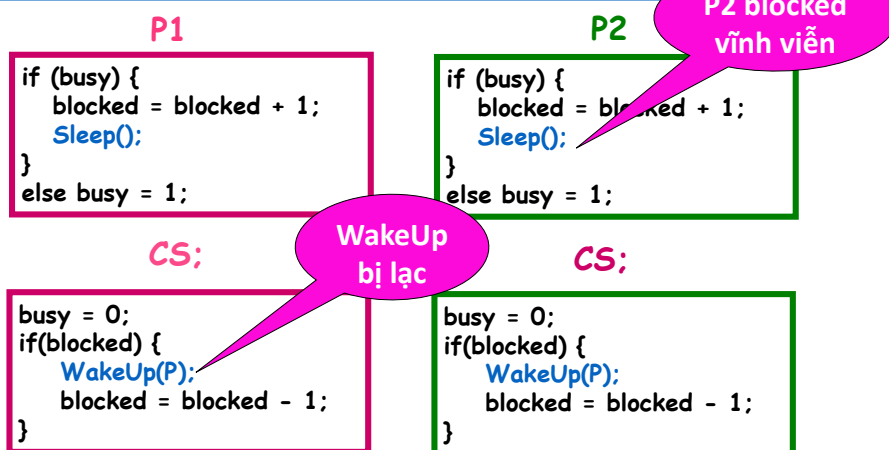 P1
if (busy) {
blocked = blocked + 1;
Sleep();
}
else busy = 1;
CS;
busy = 0;
if(blocked) {
WakeUp(P);
blocked = blocked - 1;
}
WakeUp
bị lạc
P2
P2 blocked
vĩnh viễn
if (busy) {
blocked = blocked + 1;
Sleep();
}
else busy = 1;
CS;
busy = 0;
if(blocked) {
WakeUp(P);
blocked = blocked - 1;
}